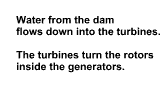 Water from the dam
flows down into the turbines.
The turbines turn the rotors
inside the generators.